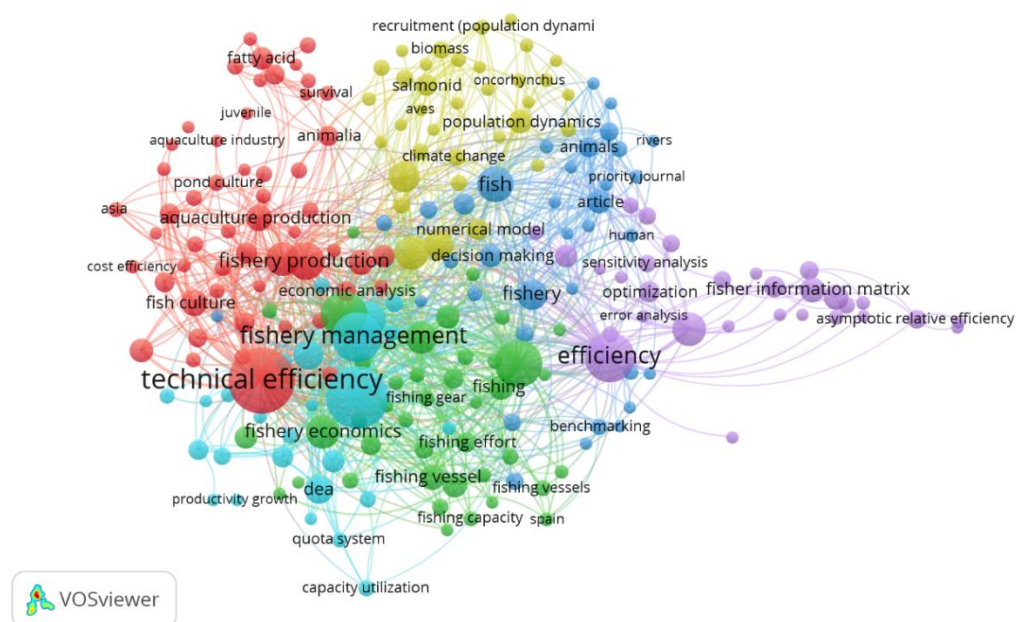 recruitment (population dynami
biomass
fatty acid
salmonid
oncorhynchus
survival
aves
juvenile
population dynamics
animalia
aquaculture industry
animals
rivers
climate change
priority journal
pond culture
fish
article
asia
aquaculture production
numerical model
human
decision making
sensitivity analysis
cost efficiency
fishery production
economic analysis
fishery
optimization
fisher information matrix
fish culture
error analysis
asymptotic relative efficiency
fishery management
efficiency
technical efficiency
fishing
fishing gear
benchmarking
fishery economics
fishing effort
fishing vessel
dea
fishing vessels
productivity growth
fishing capacity
spain
quota system
capacity utilization
VOSviewer